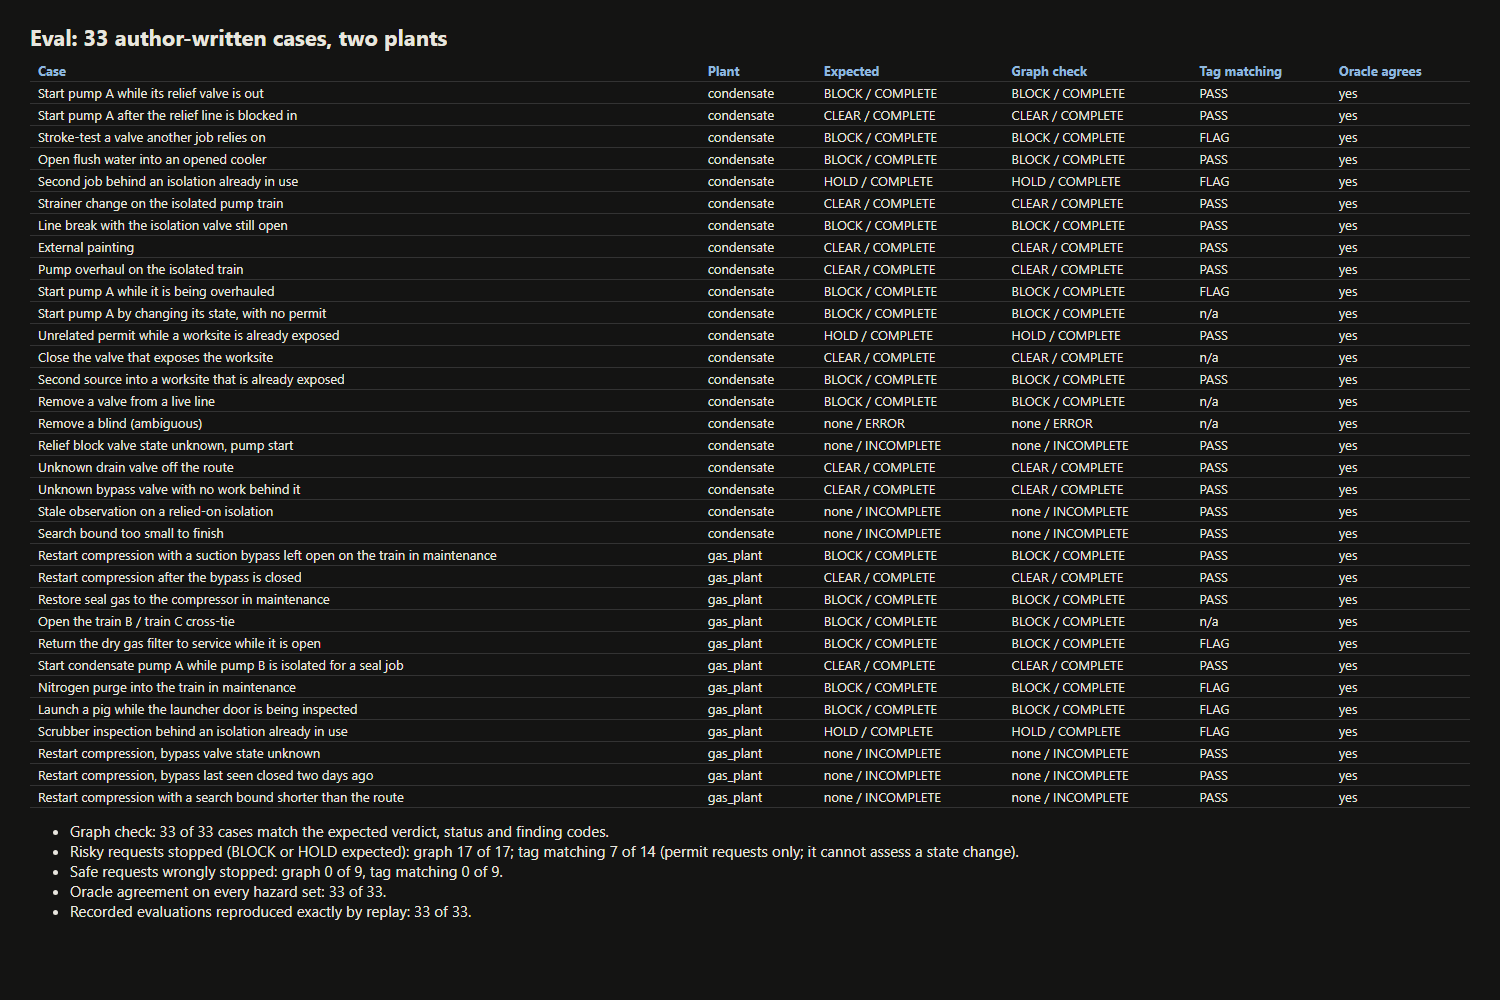 Eval: 33 author-written cases, two plants
Case Plant Expected Graph check Tag matching Oracle agrees
Start pump A while its relief valve is out condensate BLOCK / COMPLETE BLOCK / COMPLETE PASS yes
Start pump A after the relief line is blocked in condensate CLEAR / COMPLETE CLEAR / COMPLETE PASS yes
Stroke-test a valve another job relies on condensate BLOCK / COMPLETE BLOCK / COMPLETE FLAG yes
Open flush water into an opened cooler condensate BLOCK / COMPLETE BLOCK / COMPLETE PASS yes
Second job behind an isolation already in use condensate HOLD / COMPLETE HOLD / COMPLETE FLAG yes
Strainer change on the isolated pump train condensate CLEAR / COMPLETE CLEAR / COMPLETE PASS yes
Line break with the isolation valve still open condensate BLOCK / COMPLETE BLOCK / COMPLETE PASS yes
External painting condensate CLEAR / COMPLETE CLEAR / COMPLETE PASS yes
Pump overhaul on the isolated train condensate CLEAR / COMPLETE CLEAR / COMPLETE PASS yes
Start pump A while it is being overhauled condensate BLOCK / COMPLETE BLOCK / COMPLETE FLAG yes
Start pump A by changing its state, with no permit condensate BLOCK / COMPLETE BLOCK / COMPLETE n/a yes
Unrelated permit while a worksite is already exposed condensate HOLD / COMPLETE HOLD / COMPLETE PASS yes
Close the valve that exposes the worksite condensate CLEAR / COMPLETE CLEAR / COMPLETE n/a yes
Second source into a worksite that is already exposed condensate BLOCK / COMPLETE BLOCK / COMPLETE PASS yes
Remove a valve from a live line condensate BLOCK / COMPLETE BLOCK / COMPLETE n/a yes
Remove a blind (ambiguous) condensate none / ERROR none / ERROR n/a yes
Relief block valve state unknown, pump start condensate none / INCOMPLETE none / INCOMPLETE PASS yes
Unknown drain valve off the route condensate CLEAR / COMPLETE CLEAR / COMPLETE PASS yes
Unknown bypass valve with no work behind it condensate CLEAR / COMPLETE CLEAR / COMPLETE PASS yes
Stale observation on a relied-on isolation condensate none / INCOMPLETE none / INCOMPLETE PASS yes
Search bound too small to finish condensate none / INCOMPLETE none / INCOMPLETE PASS yes
Restart compression with a suction bypass left open on the train in maintenance gas_plant BLOCK / COMPLETE BLOCK / COMPLETE PASS yes
Restart compression after the bypass is closed gas_plant CLEAR / COMPLETE CLEAR / COMPLETE PASS yes
Restore seal gas to the compressor in maintenance gas_plant BLOCK / COMPLETE BLOCK / COMPLETE PASS yes
Open the train B / train C cross-tie gas_plant BLOCK / COMPLETE BLOCK / COMPLETE n/a yes
Return the dry gas filter to service while it is open gas_plant BLOCK / COMPLETE BLOCK / COMPLETE FLAG yes
Start condensate pump A while pump B is isolated for a seal job gas_plant CLEAR / COMPLETE CLEAR / COMPLETE PASS yes
Nitrogen purge into the train in maintenance gas_plant BLOCK / COMPLETE BLOCK / COMPLETE FLAG yes
Launch a pig while the launcher door is being inspected gas_plant BLOCK / COMPLETE BLOCK / COMPLETE FLAG yes
Scrubber inspection behind an isolation already in use gas_plant HOLD / COMPLETE HOLD / COMPLETE FLAG yes
Restart compression, bypass valve state unknown gas_plant none / INCOMPLETE none / INCOMPLETE PASS yes
Restart compression, bypass last seen closed two days ago gas_plant none / INCOMPLETE none / INCOMPLETE PASS yes
Restart compression with a search bound shorter than the route gas_plant none / INCOMPLETE none / INCOMPLETE PASS yes
• Graph check: 33 of 33 cases match the expected verdict, status and finding codes.
• Risky requests stopped (BLOCK or HOLD expected): graph 17 of 17; tag matching 7 of 14 (permit requests only; it cannot assess a state change).
• Safe requests wrongly stopped: graph 0 of 9, tag matching 0 of 9.
• Oracle agreement on every hazard set: 33 of 33.
• Recorded evaluations reproduced exactly by replay: 33 of 33.